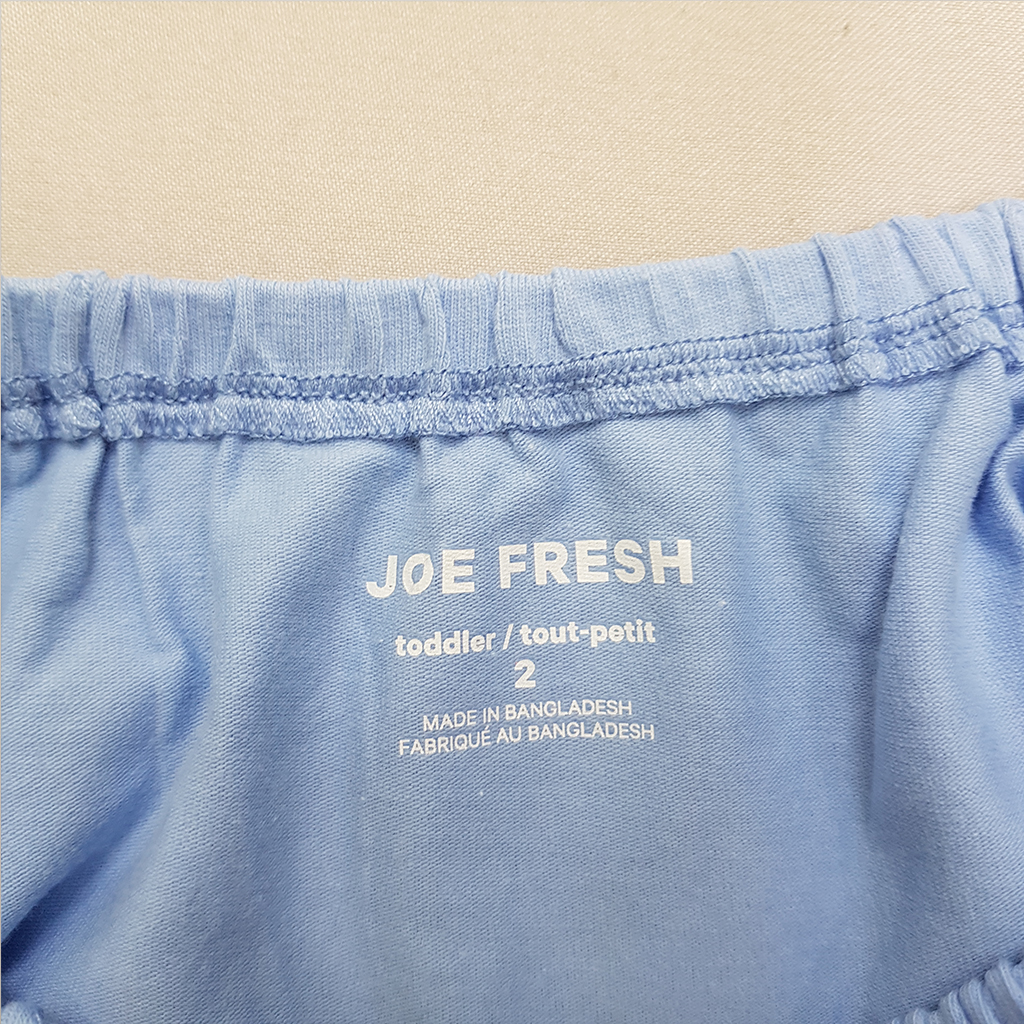 JOE FRESH
toddler / tout-petit
2
MADE IN BANGLADESH
FABRIQUÉ AU BANGLADESH